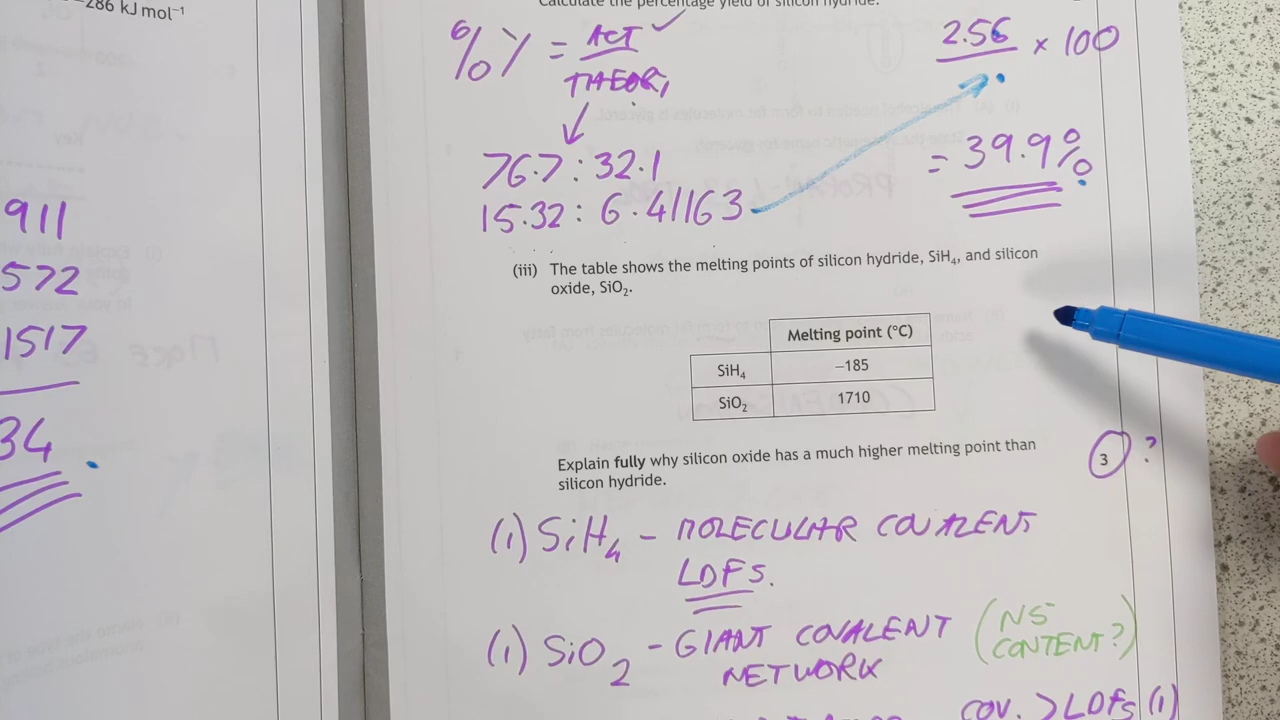 -286 kJ mol⁻¹
911
572
1517
34
Calculate the percentage yield of silicon hydride.
%Y = ACT ✓
THEORY
2.56 × 100
76.7 : 32.1
15.32 : 6.41163
= 39.9%
(iii) The table shows the melting points of silicon hydride, SiH₄, and silicon
oxide, SiO₂.
Melting point (°C)
SiH₄ −185
SiO₂ 1710
Explain fully why silicon oxide has a much higher melting point than
silicon hydride.
3 ?
(1) SiH₄ - MOLECULAR COVALENT
LDFS.
(1) SiO₂ - GIANT COVALENT
NETWORK
(N5
CONTENT?)
COV. > LDFs (1)